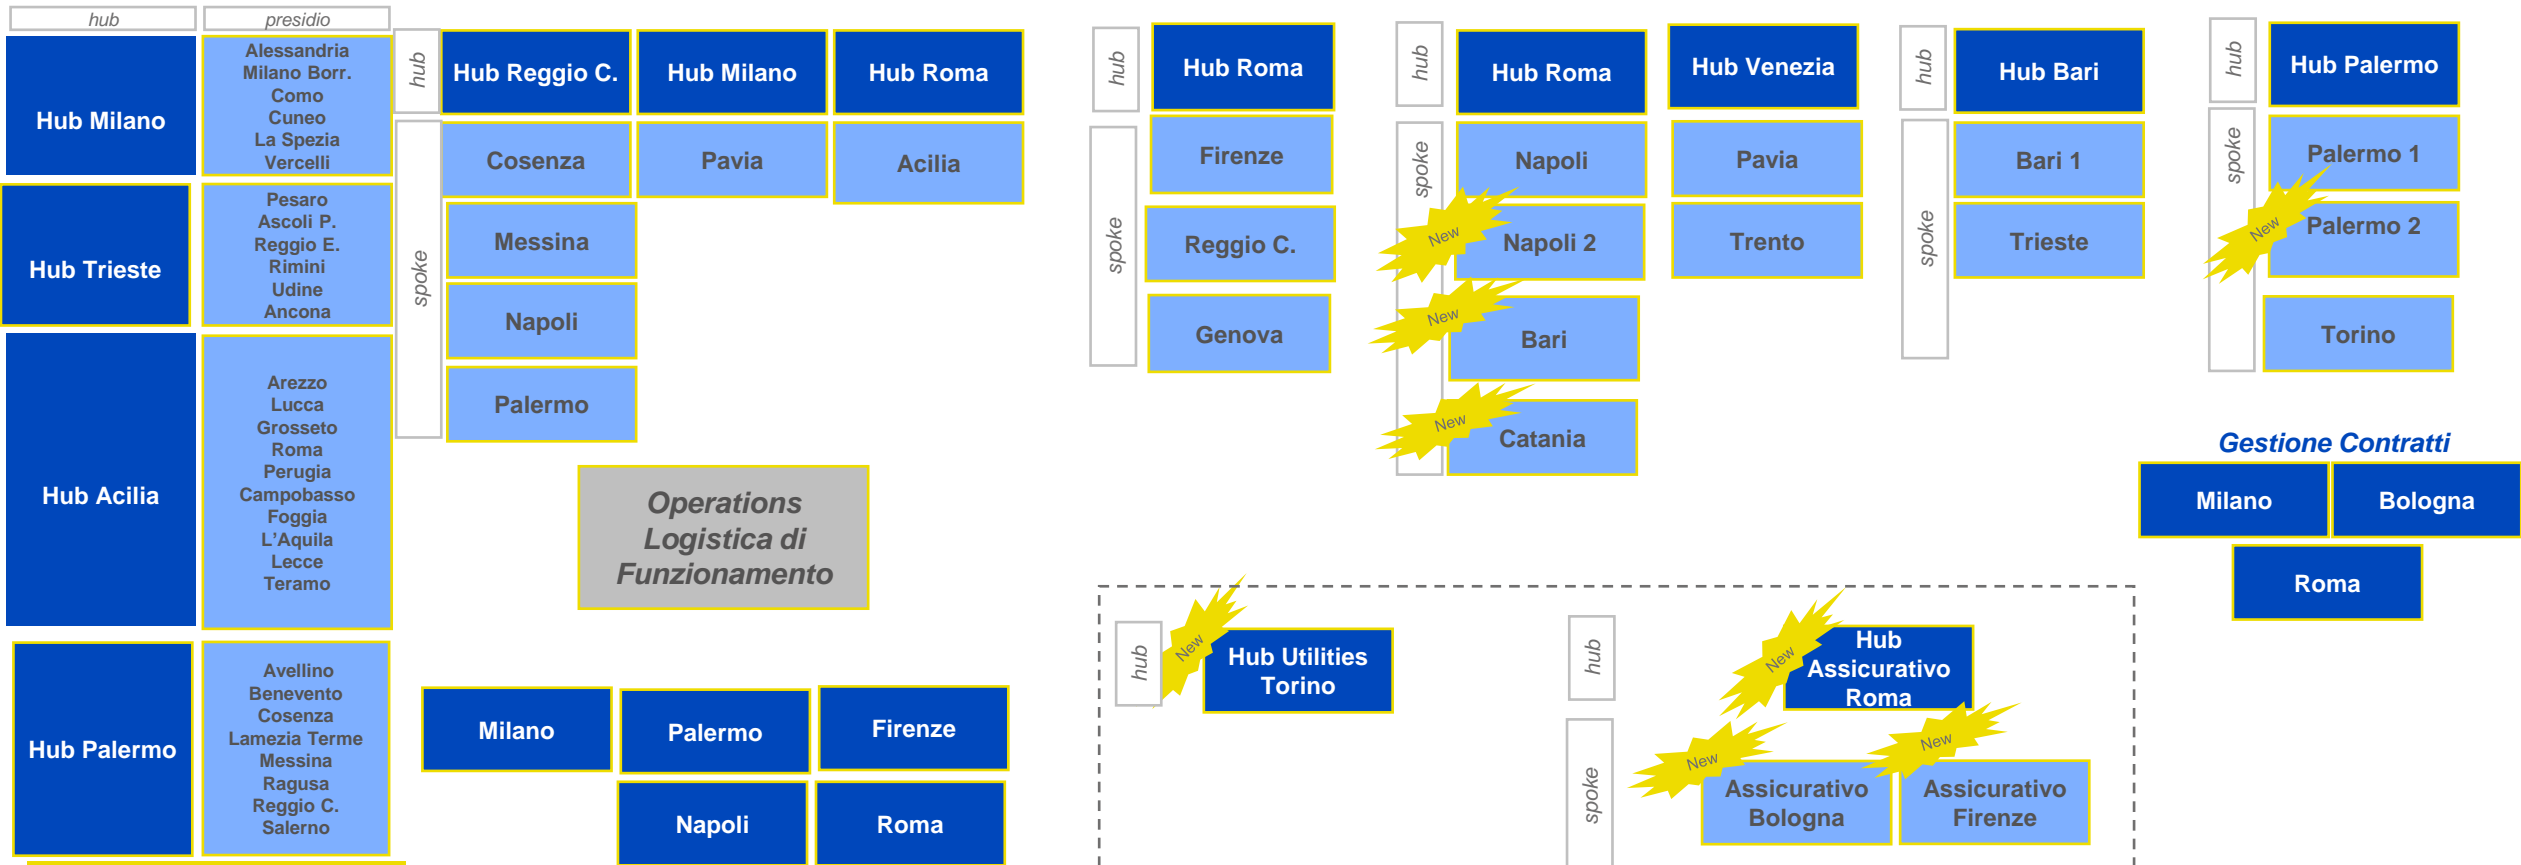 hub
presidio
Hub Milano
Alessandria
Milano Borr.
Como
Cuneo
La Spezia
Vercelli
Hub Trieste
Pesaro
Ascoli P.
Reggio E.
Rimini
Udine
Ancona
Hub Acilia
Arezzo
Lucca
Grosseto
Roma
Perugia
Campobasso
Foggia
L'Aquila
Lecce
Teramo
Hub Palermo
Avellino
Benevento
Cosenza
Lamezia Terme
Messina
Ragusa
Reggio C.
Salerno
hub
Hub Reggio C.
Hub Milano
Hub Roma
spoke
Cosenza
Pavia
Acilia
Messina
Napoli
Palermo
Operations
Logistica di
Funzionamento
Milano
Palermo
Firenze
Napoli
Roma
hub
Hub Roma
spoke
Firenze
Reggio C.
Genova
hub
Hub Roma
Hub Venezia
spoke
Napoli
Pavia
New
Napoli 2
Trento
New
Bari
New
Catania
hub
Hub Bari
spoke
Bari 1
Trieste
hub
Hub Palermo
spoke
Palermo 1
New
Palermo 2
Torino
Gestione Contratti
Milano
Bologna
Roma
hub
New
Hub Utilities
Torino
hub
New
Hub
Assicurativo
Roma
spoke
New
Assicurativo
Bologna
New
Assicurativo
Firenze